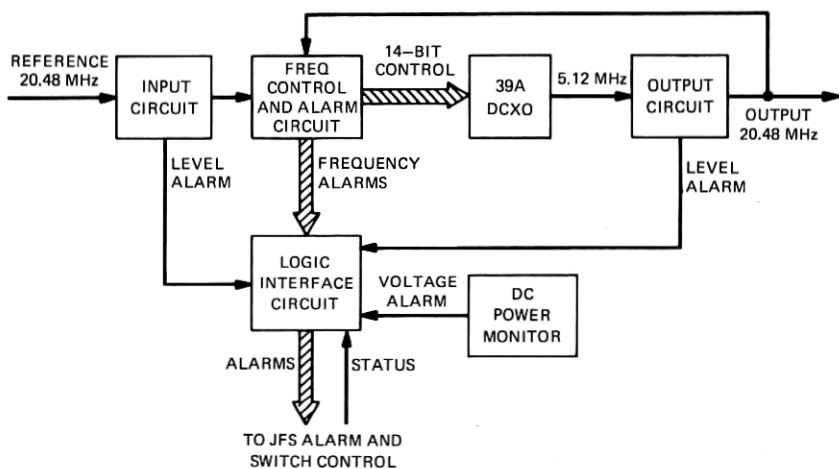 REFERENCE
20.48 MHz
INPUT
CIRCUIT
FREQ
CONTROL
AND ALARM
CIRCUIT
14-BIT
CONTROL
39A
DCXO
5.12 MHz
OUTPUT
CIRCUIT
OUTPUT
20.48 MHz
LEVEL
ALARM
FREQUENCY
ALARMS
LEVEL
ALARM
LOGIC
INTERFACE
CIRCUIT
VOLTAGE
ALARM
DC
POWER
MONITOR
ALARMS
STATUS
TO JFS ALARM AND
SWITCH CONTROL